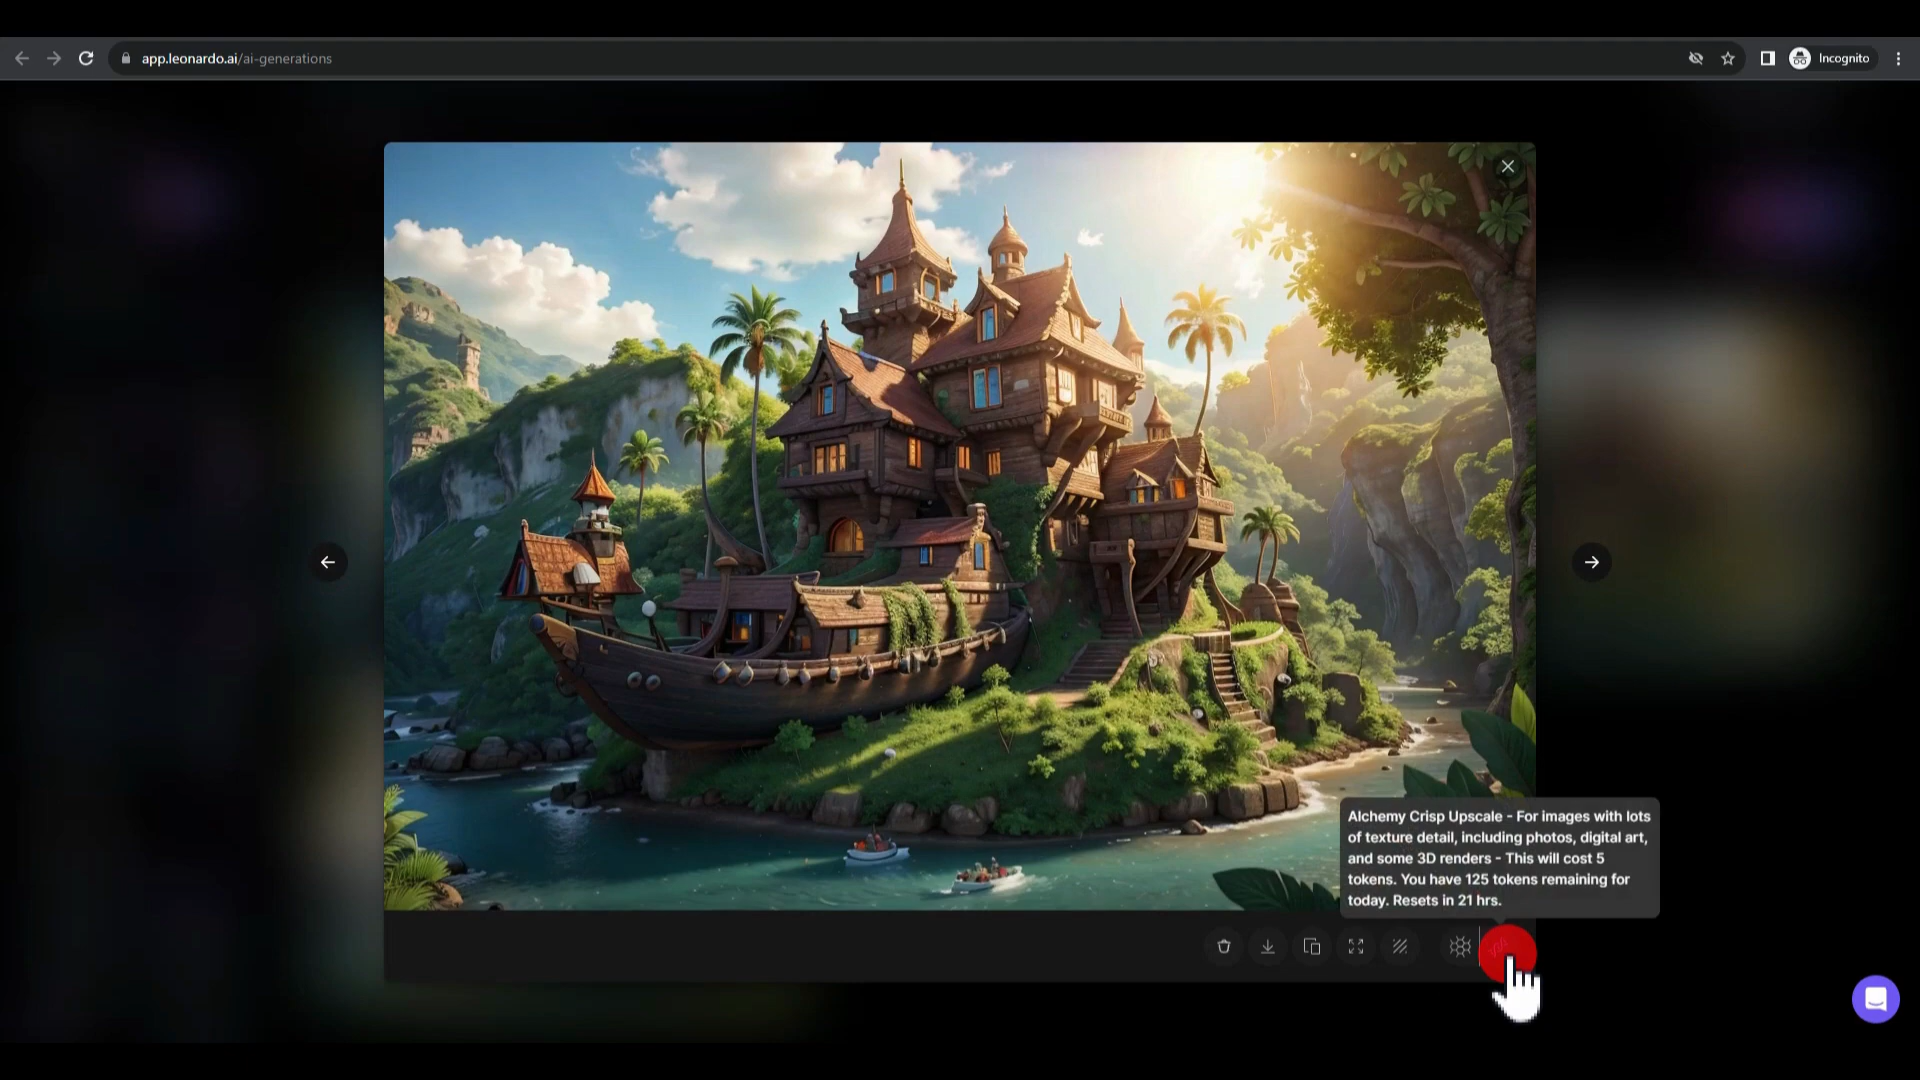 app.leonardo.ai/ai-generations
Incognito
Alchemy Crisp Upscale - For images with lots
of texture detail, including photos, digital art,
and some 3D renders - This will cost 5
tokens. You have 125 tokens remaining for
today. Resets in 21 hrs.